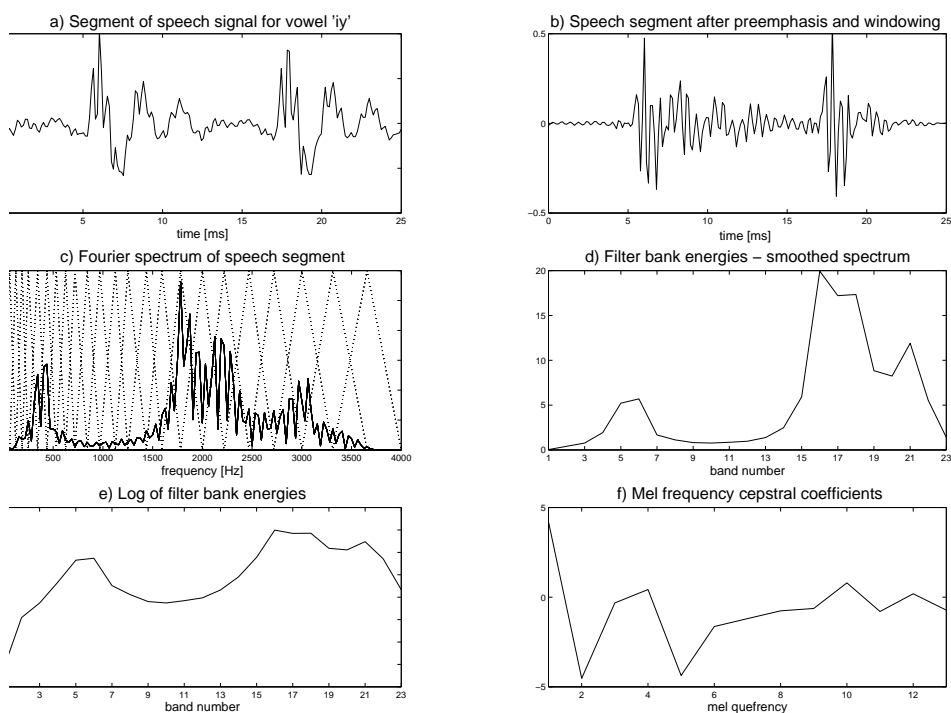 a) Segment of speech signal for vowel 'iy'
5 10 15 20 25
time [ms]
b) Speech segment after preemphasis and windowing
0.5
0
−0.5
0 5 10 15 20 25
time [ms]
c) Fourier spectrum of speech segment
500 1000 1500 2000 2500 3000 3500 4000
frequency [Hz]
d) Filter bank energies − smoothed spectrum
20
15
10
5
0
1 3 5 7 9 11 13 15 17 19 21 23
band number
e) Log of filter bank energies
3 5 7 9 11 13 15 17 19 21 23
band number
f) Mel frequency cepstral coefficients
5
0
−5
2 4 6 8 10 12
mel quefrency